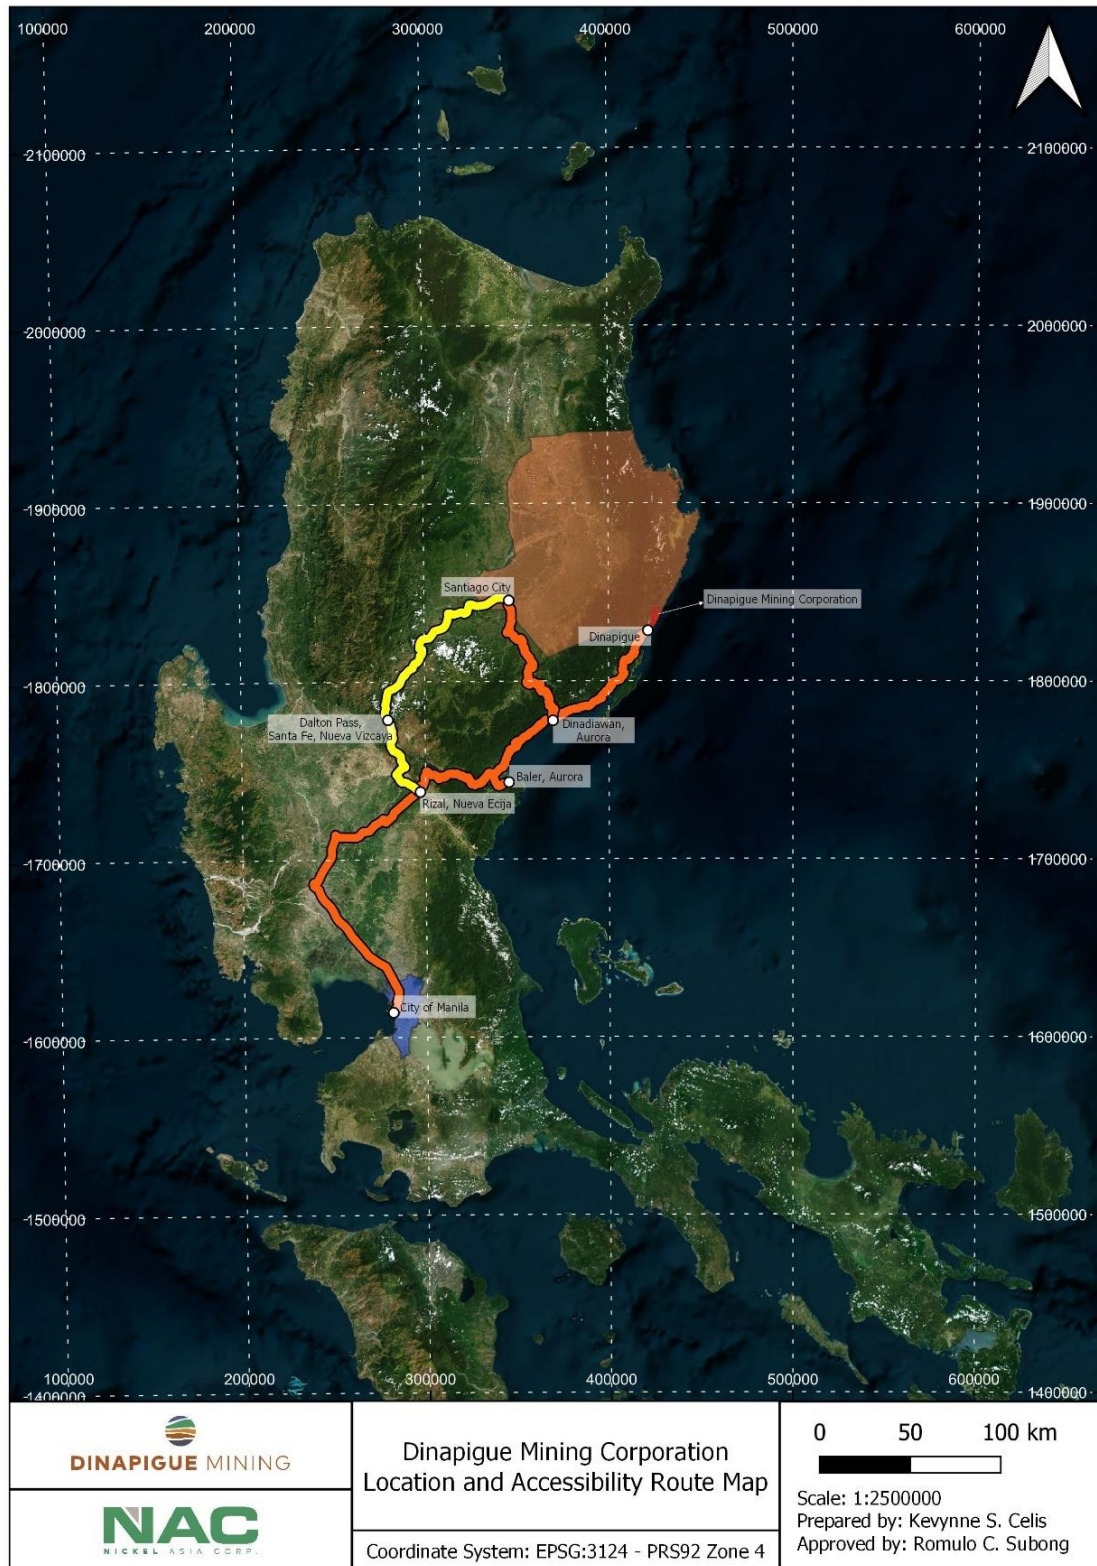 100000 200000 300000 400000 500000 600000
-2100000 2100000
-2000000 2000000
-1900000 1900000
Santiago City
Dinapigue Mining Corporation
Dinapigue
-1800000 1800000
Dalton Pass,
Santa Fe, Nueva Vizcaya
Dinadiawan,
Aurora
Baler, Aurora
Rizal, Nueva Ecija
-1700000 1700000
City of Manila
-1600000 1600000
-1500000 1500000
100000 200000 300000 400000 500000 600000
-1400000 1400000
DINAPIGUE MINING
NAC
NICKEL ASIA CORP.
Dinapigue Mining Corporation
Location and Accessibility Route Map
Coordinate System: EPSG:3124 - PRS92 Zone 4
0 50 100 km
Scale: 1:2500000
Prepared by: Kevynne S. Celis
Approved by: Romulo C. Subong